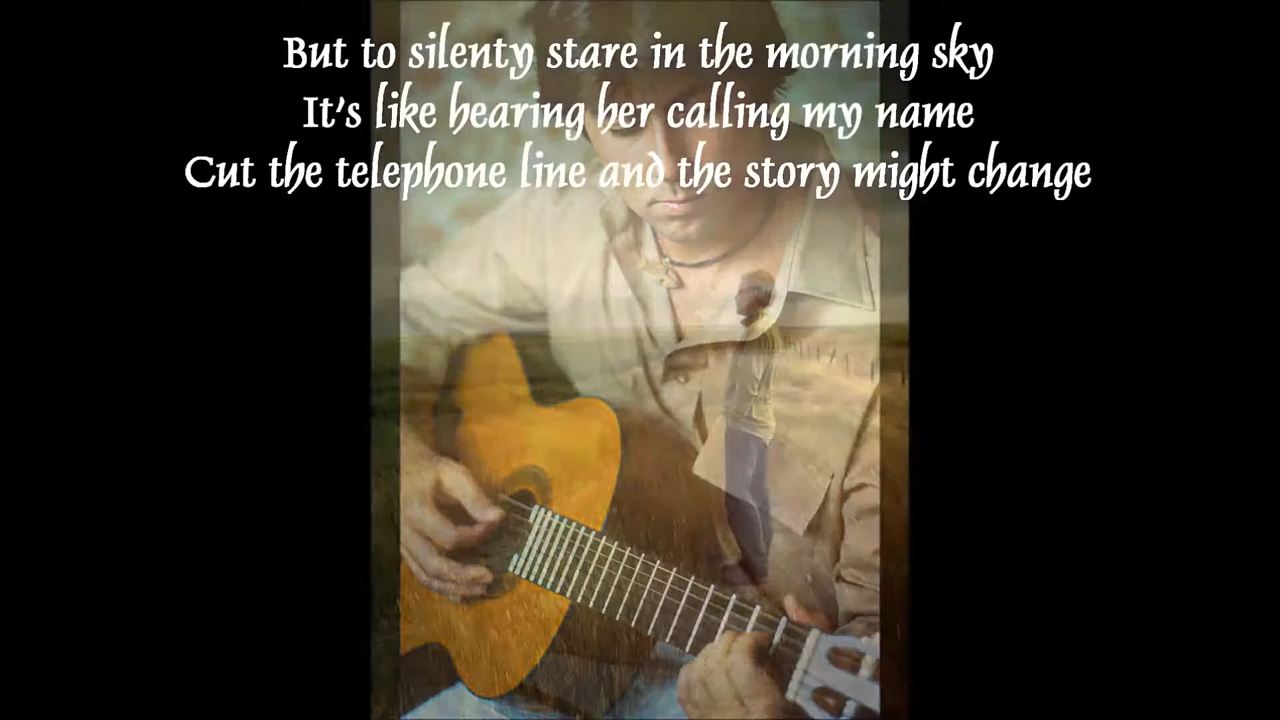 But to silenty stare in the morning sky
It's like hearing her calling my name
Cut the telephone line and the story might change